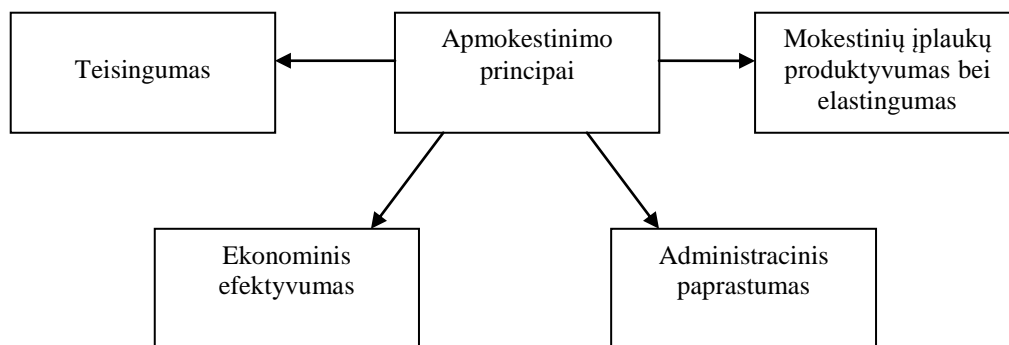 Teisingumas
Apmokestinimo
principai
Mokestinių įplaukų
produktyvumas bei
elastingumas
Ekonominis
efektyvumas
Administracinis
paprastumas